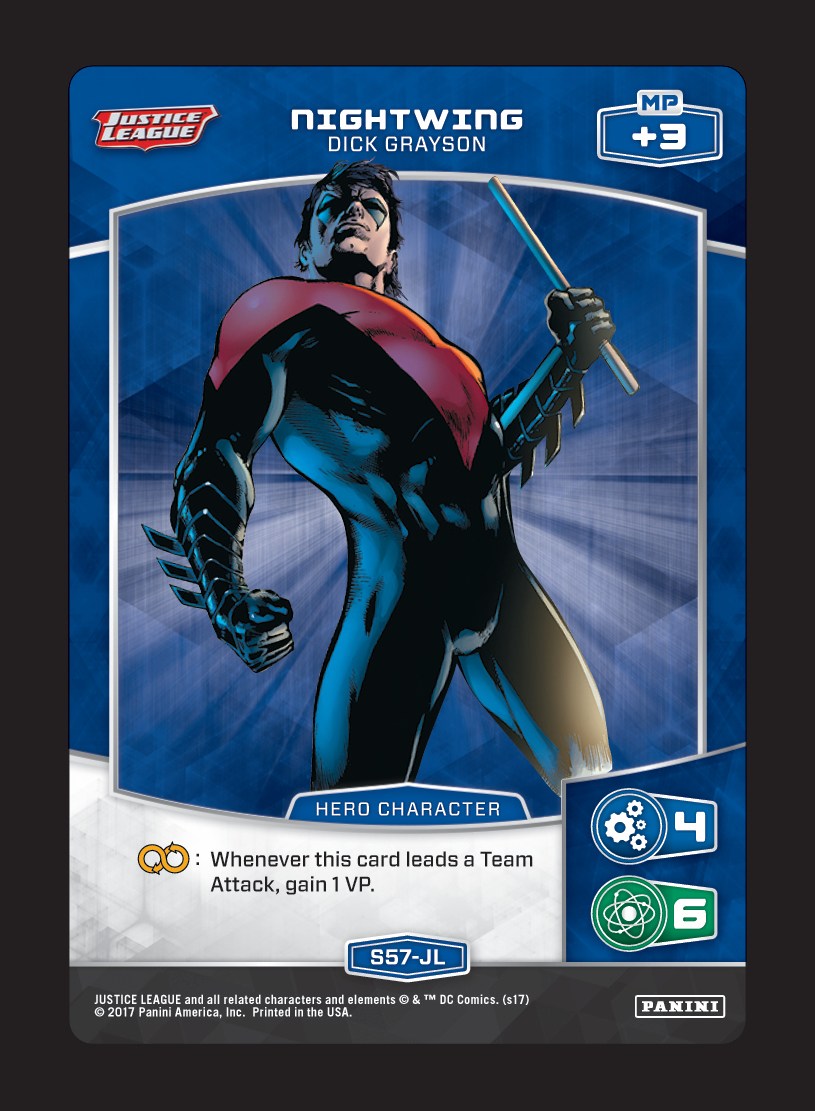 JUSTICE
LEAGUE
NIGHTWING
DICK GRAYSON
MP
+3
HERO CHARACTER
: Whenever this card leads a Team
Attack, gain 1 VP.
4
6
S57-JL
JUSTICE LEAGUE and all related characters and elements © & ™ DC Comics. (s17)
© 2017 Panini America, Inc. Printed in the USA.
PANINI